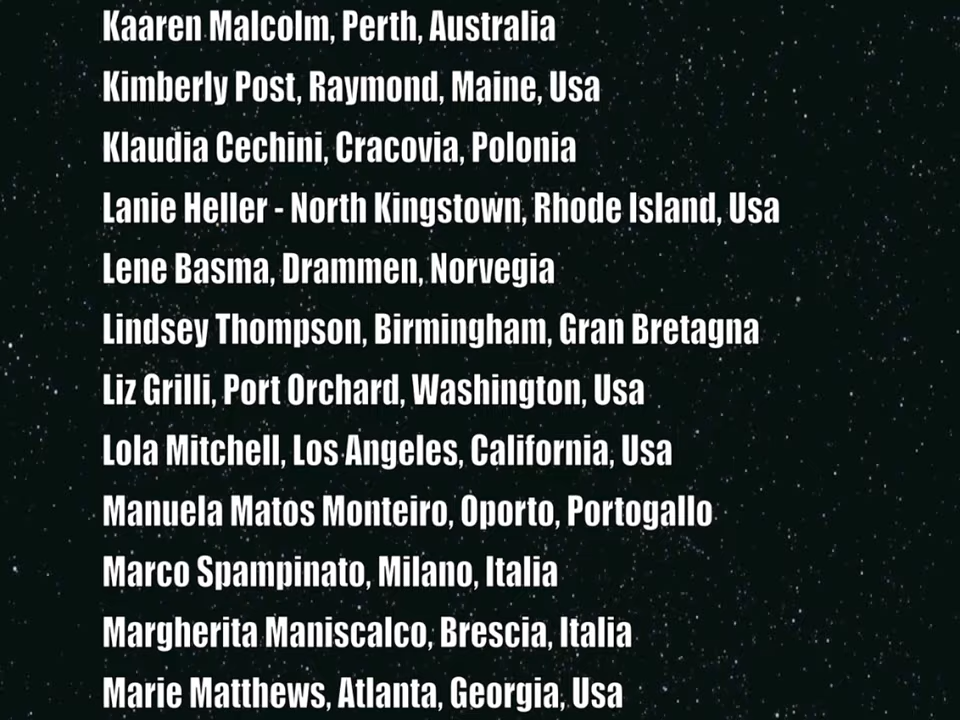 Kaaren Malcolm, Perth, Australia
Kimberly Post, Raymond, Maine, Usa
Klaudia Cechini, Cracovia, Polonia
Lanie Heller - North Kingstown, Rhode Island, Usa
Lene Basma, Drammen, Norvegia
Lindsey Thompson, Birmingham, Gran Bretagna
Liz Grilli, Port Orchard, Washington, Usa
Lola Mitchell, Los Angeles, California, Usa
Manuela Matos Monteiro, Oporto, Portogallo
Marco Spampinato, Milano, Italia
Margherita Maniscalco, Brescia, Italia
Marie Matthews, Atlanta, Georgia, Usa